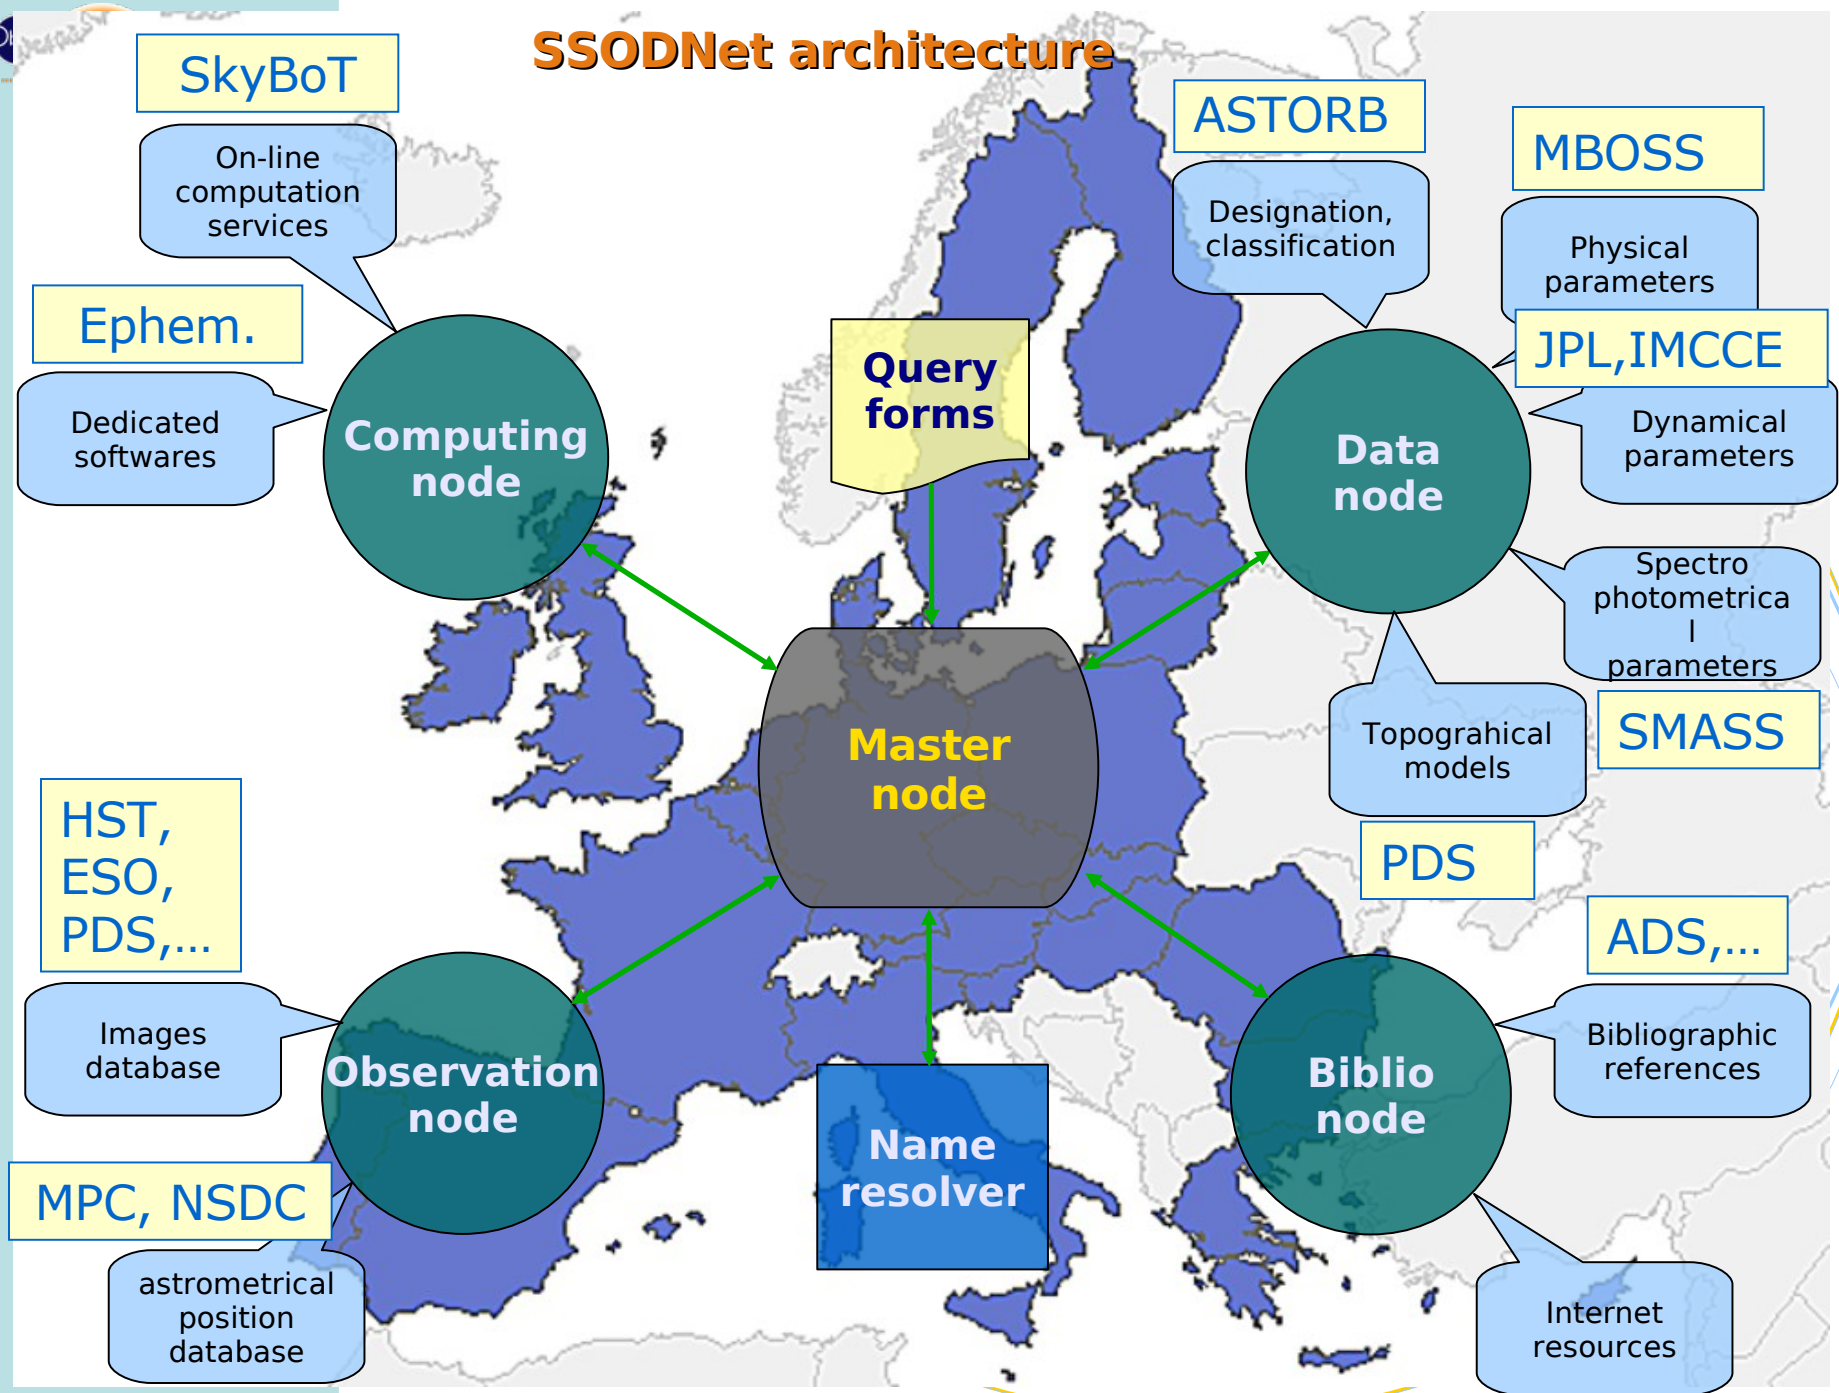 SSODNet architecture
SkyBoT
On-line
computation
services
Ephem.
Dedicated
softwares
Computing
node
Query
forms
ASTORB
Designation,
classification
MBOSS
Physical
parameters
JPL,IMCCE
Dynamical
parameters
Data
node
Spectro
photometrica
l
parameters
SMASS
Topograhical
models
PDS
Master
node
HST,
ESO,
PDS,...
Images
database
Observation
node
MPC, NSDC
astrometrical
position
database
Name
resolver
ADS,...
Bibliographic
references
Biblio
node
Internet
resources